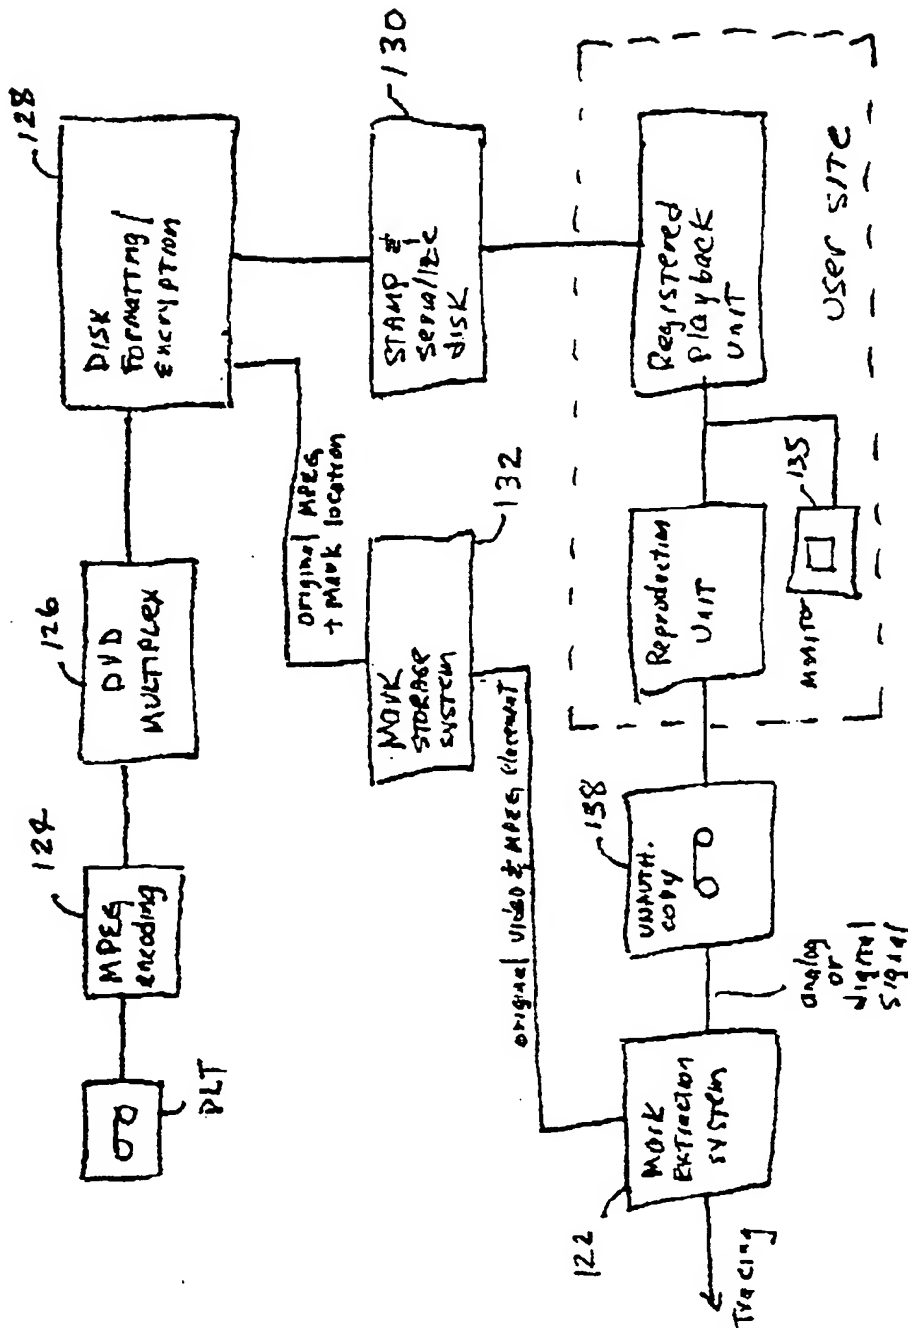 DLT
124
MPEG
encoding
126
DVD
MULTIPLEX
128
DISK
FORMATTING/
ENCRYPTION
130
STAMP &
Serialize
disk
original MPEG
+ Mark location
132
MARK
STORAGE
SYSTEM
original video & MPEG placement
Registered
Playback
UNIT
USER SITE
135
MONITOR
Reproduction
UNIT
138
UNAUTH.
COPY
analog
or
digital
signal
122
MARK
EXTRACTION
SYSTEM
Tracing